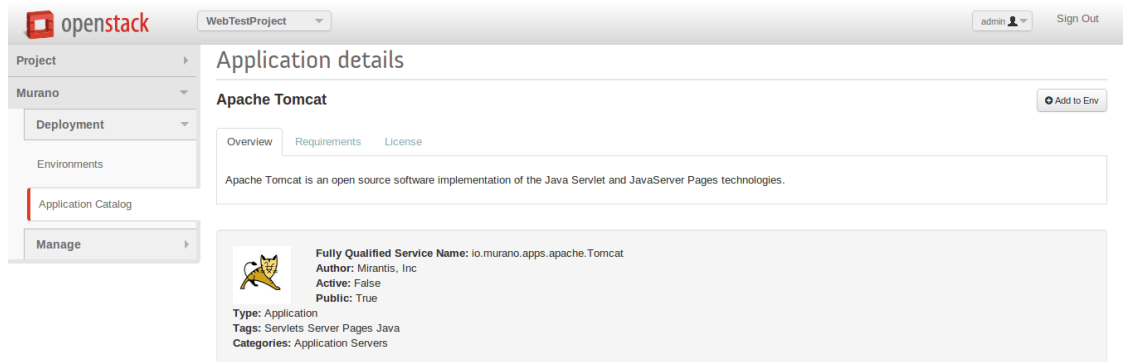 openstack WebTestProject admin Sign Out
Project
Murano
Deployment
Environments
Application Catalog
Manage
Application details
Apache Tomcat
Add to Env
Overview Requirements License
Apache Tomcat is an open source software implementation of the Java Servlet and JavaServer Pages technologies.
Fully Qualified Service Name: io.murano.apps.apache.Tomcat
Author: Mirantis, Inc
Active: False
Public: True
Type: Application
Tags: Servlets Server Pages Java
Categories: Application Servers